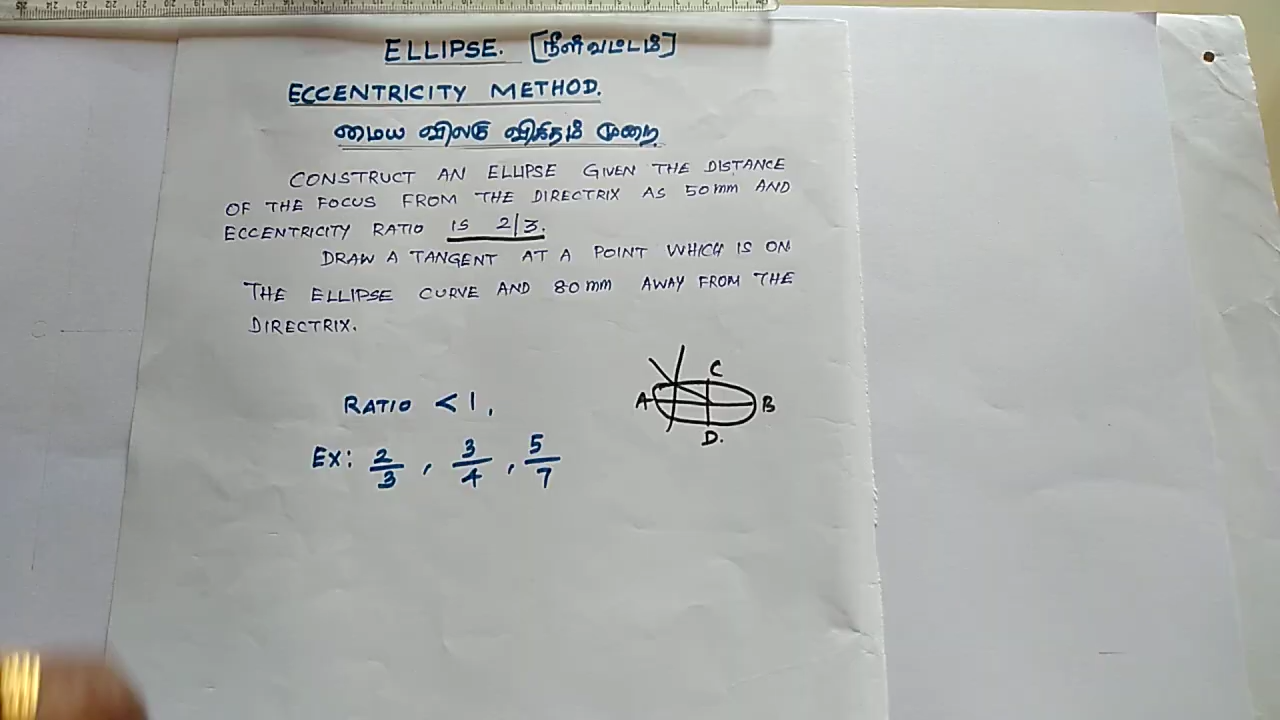 ELLIPSE. [நீள்வட்டம்]
ECCENTRICITY METHOD.
மைய விலகு விகிதம் முறை
CONSTRUCT AN ELLIPSE GIVEN THE DISTANCE
OF THE FOCUS FROM THE DIRECTRIX AS 50mm AND
ECCENTRICITY RATIO IS 2/3.
DRAW A TANGENT AT A POINT WHICH IS ON
THE ELLIPSE CURVE AND 80mm AWAY FROM THE
DIRECTRIX.
RATIO < 1,
EX: 2/3, 3/4, 5/7
C
A B
D.